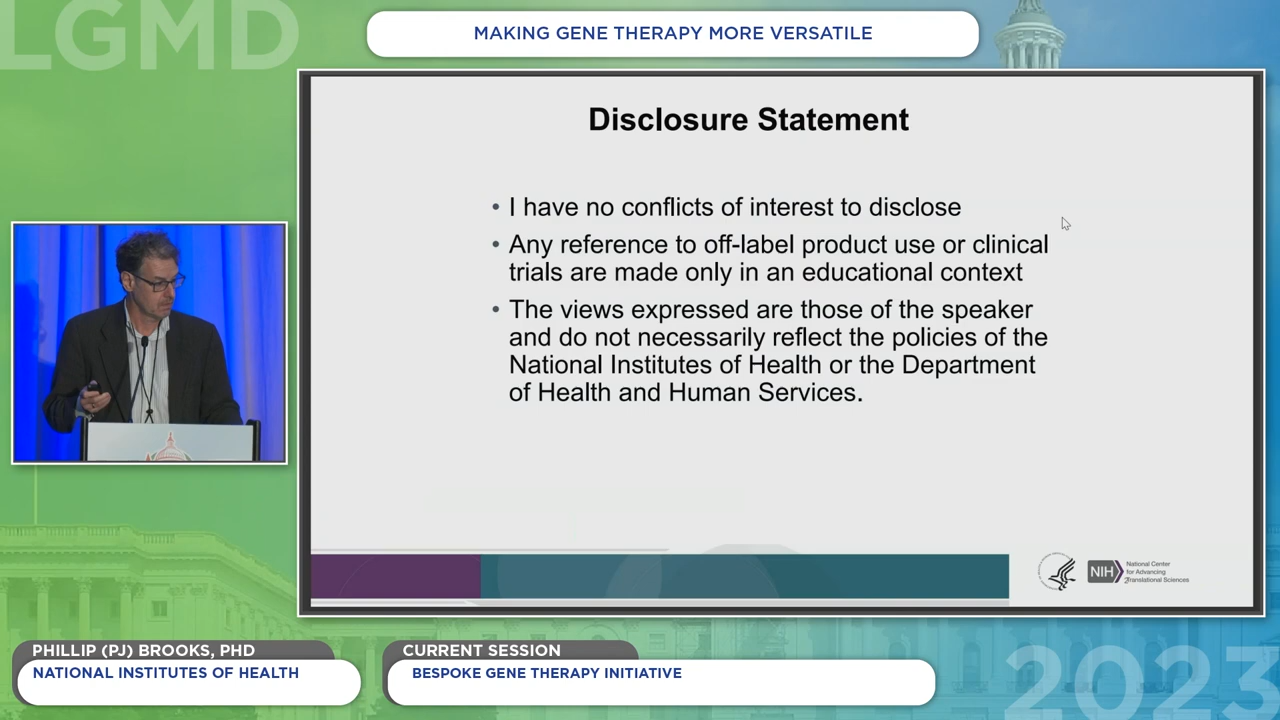 LGMD
MAKING GENE THERAPY MORE VERSATILE
Disclosure Statement
• I have no conflicts of interest to disclose
• Any reference to off-label product use or clinical
trials are made only in an educational context
• The views expressed are those of the speaker
and do not necessarily reflect the policies of the
National Institutes of Health or the Department
of Health and Human Services.
NIH
National Center
for Advancing
Translational Sciences
PHILLIP (PJ) BROOKS, PHD
NATIONAL INSTITUTES OF HEALTH
CURRENT SESSION
BESPOKE GENE THERAPY INITIATIVE
2023